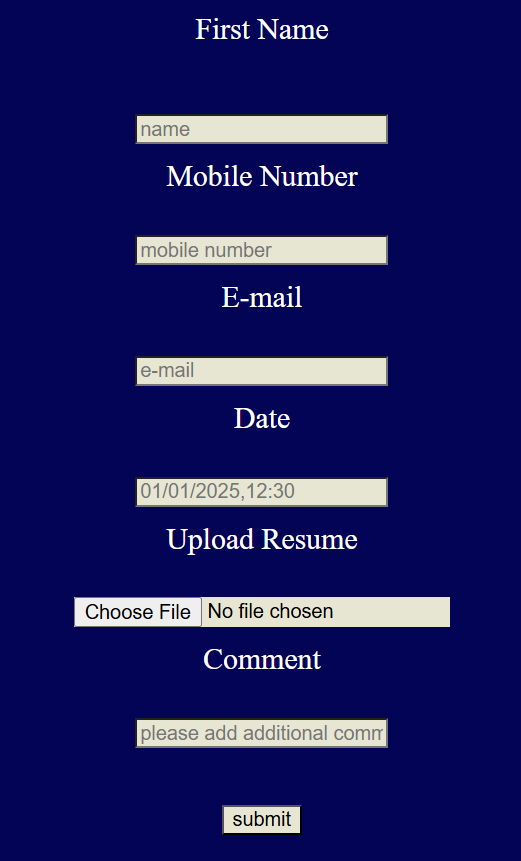 First Name
name
Mobile Number
mobile number
E-mail
e-mail
Date
01/01/2025,12:30
Upload Resume
Choose File No file chosen
Comment
please add additional comm
submit